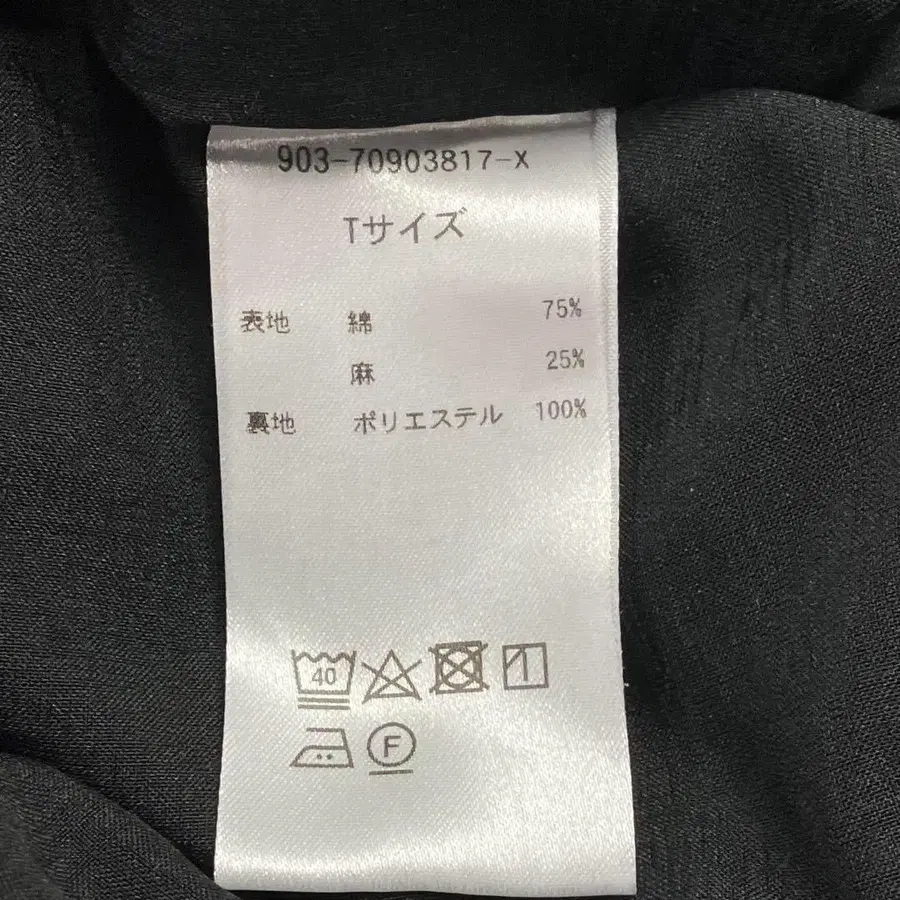 903-70903817-X
Tサイズ
表地 綿 75%
麻 25%
裏地 ポリエステル 100%
40
F